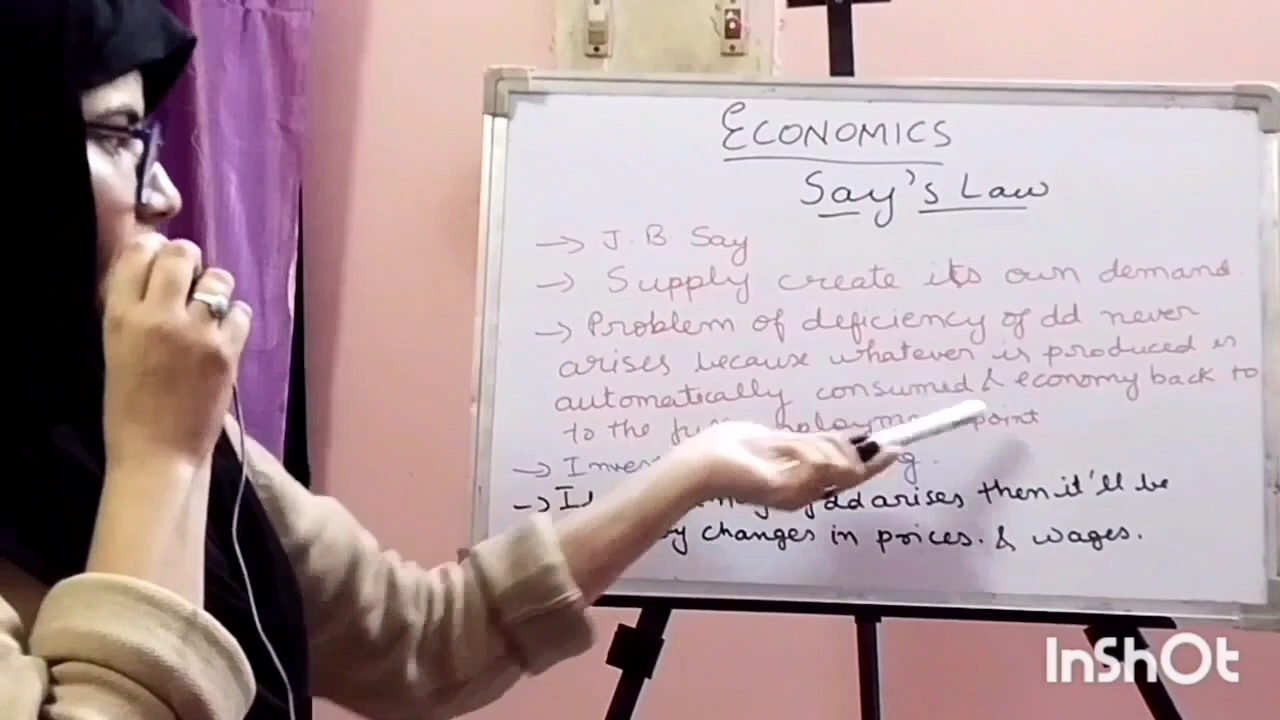 ECONOMICS
Say's Law
→ J. B. Say
→ Supply create its own demand.
→ Problem of deficiency of dd never
arises because whatever is produced is
automatically consumed & economy back to
to the point
→
→ dd arises then it'll be
by changes in prices. & wages.
InShOt